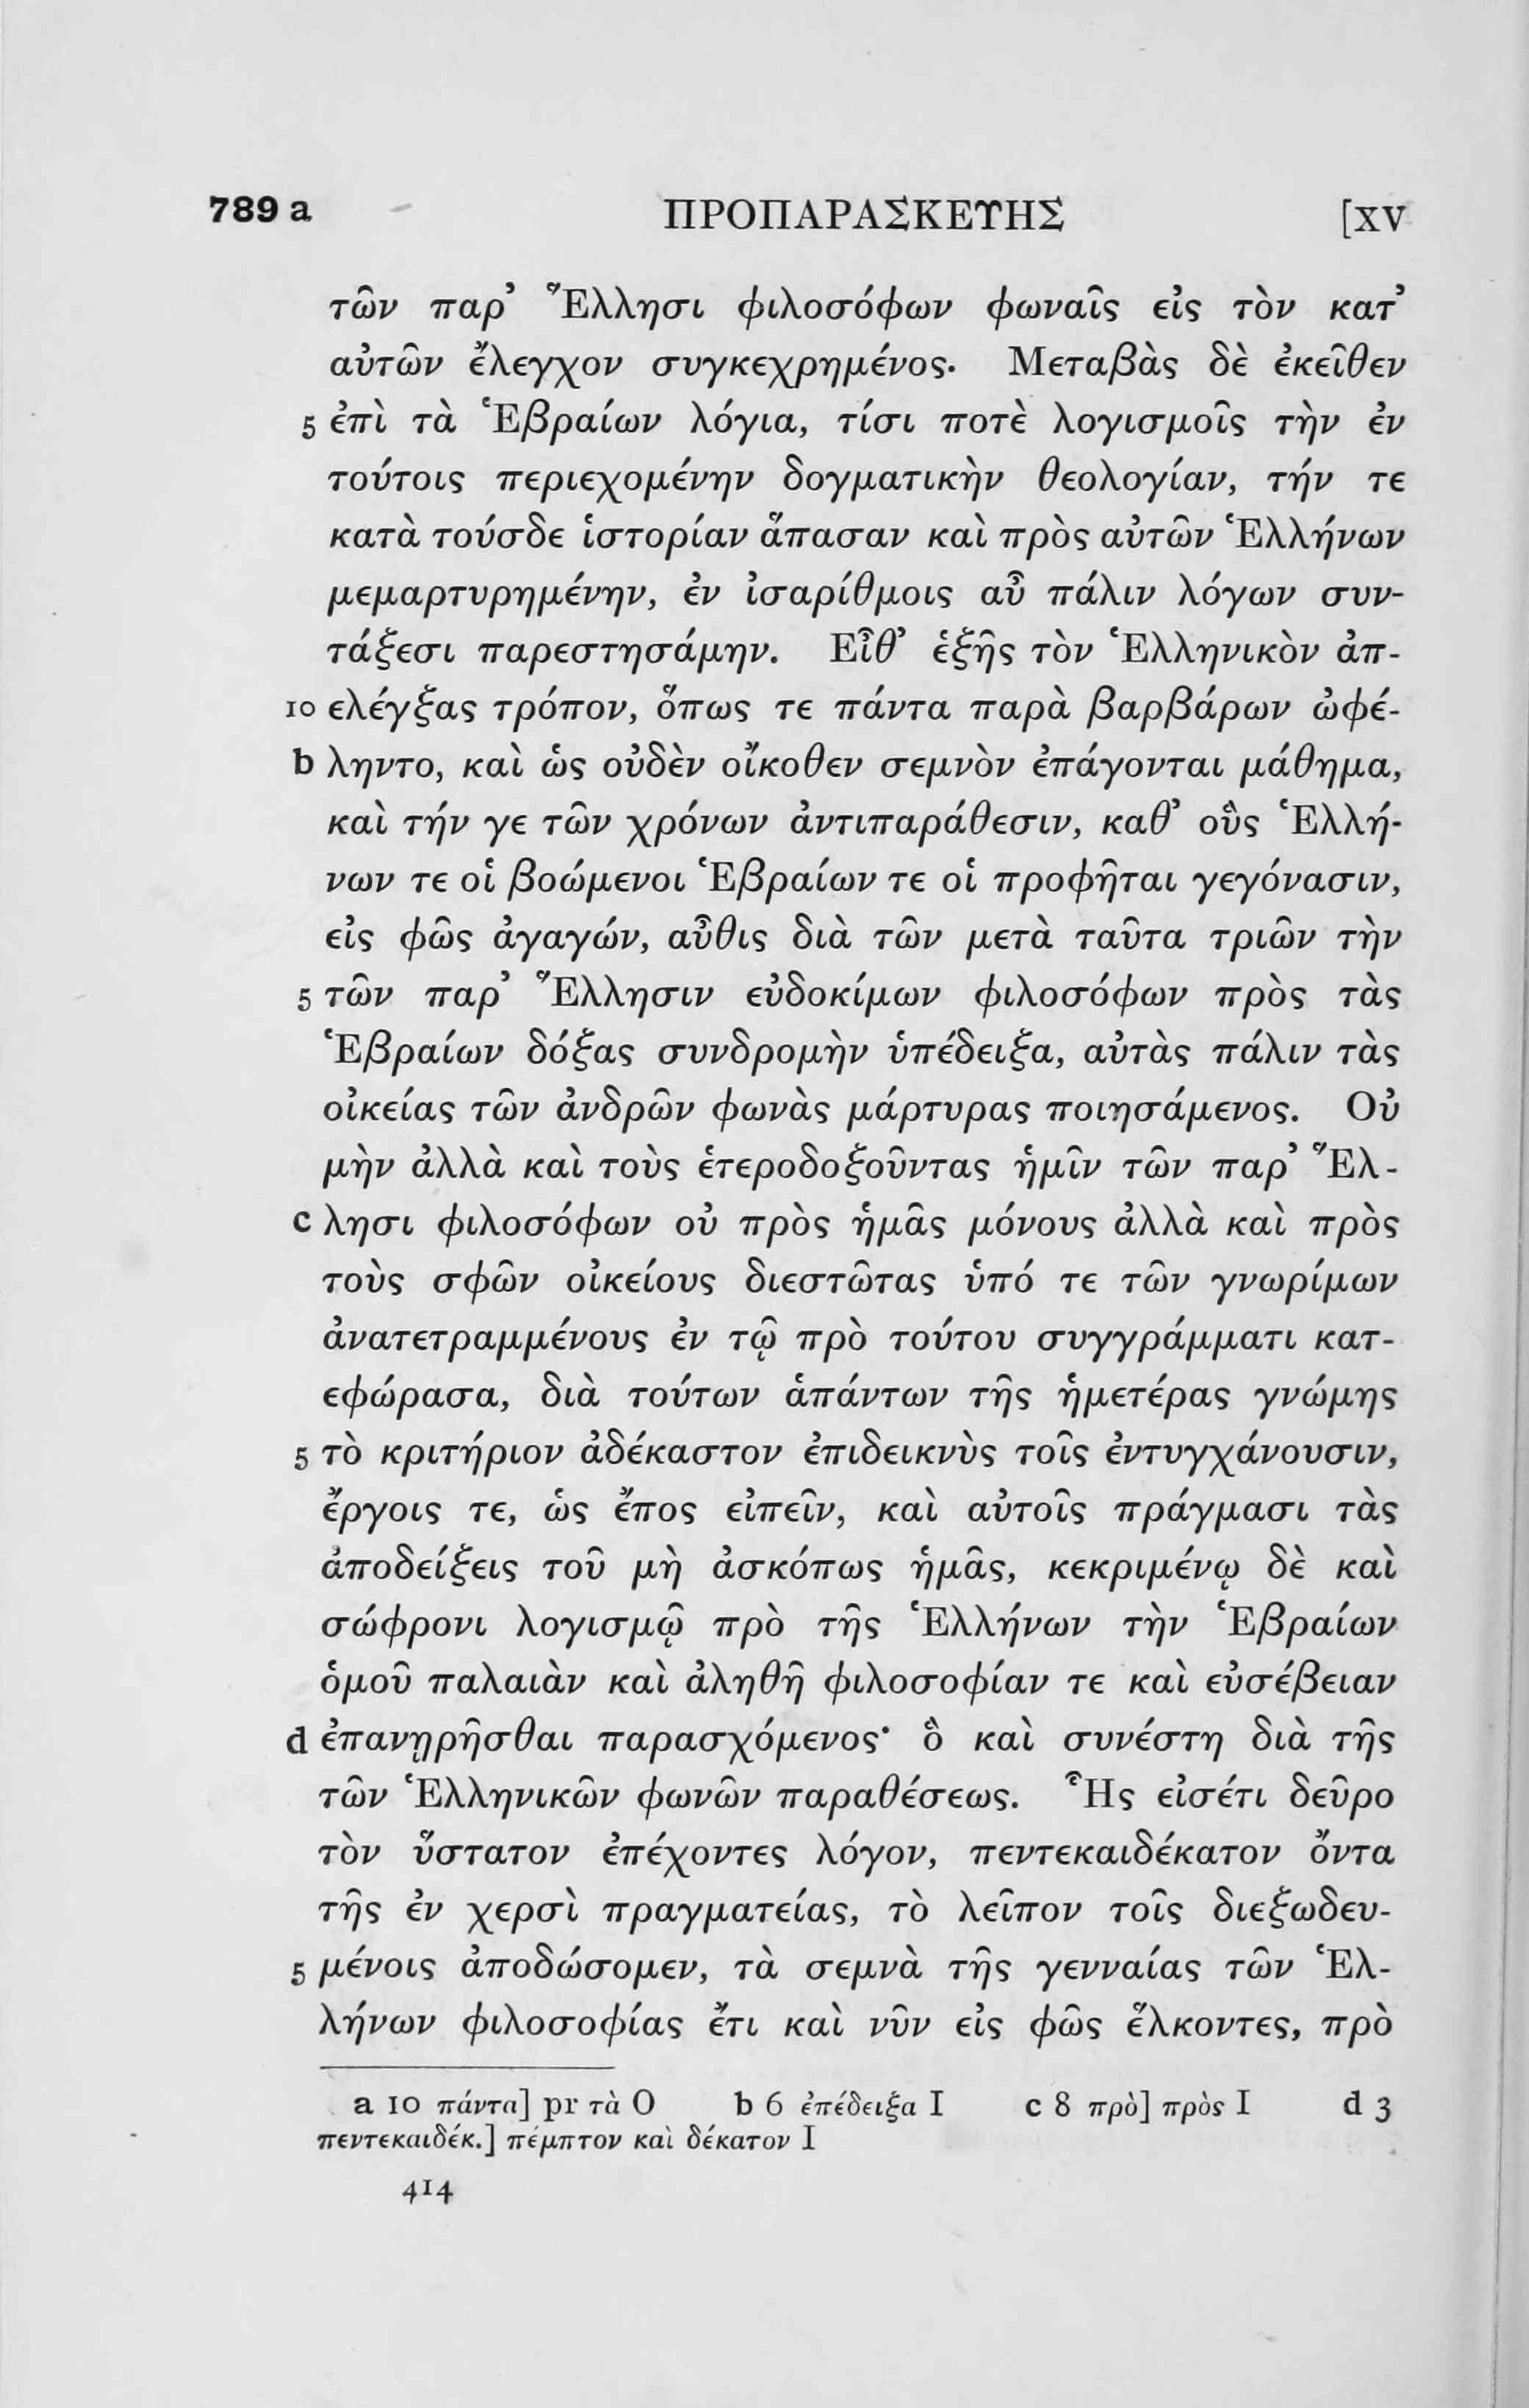 789 a ΠΡΟΠΑΡΑΣΚΕΥΗΣ [XV
τῶν παρ’ Ἕλλησι φιλοσόφων φωναῖς εἰς τὸν κατ’
αὐτῶν ἔλεγχον συγκεχρημένος. Μεταβὰς δὲ ἐκεῖθεν
5 ἐπὶ τὰ Ἑβραίων λόγια, τίσι ποτὲ λογισμοῖς τὴν ἐν
τούτοις περιεχομένην δογματικὴν θεολογίαν, τήν τε
κατὰ τούσδε ἱστορίαν ἅπασαν καὶ πρὸς αὐτῶν Ἑλλήνων
μεμαρτυρημένην, ἐν ἰσαρίθμοις αὖ πάλιν λόγων συν-
τάξεσι παρεστησάμην. Εἶθ’ ἑξῆς τὸν Ἑλληνικὸν ἀπ-
10 ελέγξας τρόπον, ὅπως τε πάντα παρὰ βαρβάρων ὠφέ-
b ληντο, καὶ ὡς οὐδὲν οἴκοθεν σεμνὸν ἐπάγονται μάθημα,
καὶ τήν γε τῶν χρόνων ἀντιπαράθεσιν, καθ’ οὓς Ἑλλή-
νων τε οἱ βοώμενοι Ἑβραίων τε οἱ προφῆται γεγόνασιν,
εἰς φῶς ἀγαγών, αὖθις διὰ τῶν μετὰ ταῦτα τριῶν τὴν
5 τῶν παρ’ Ἕλλησιν εὐδοκίμων φιλοσόφων πρὸς τὰς
Ἑβραίων δόξας συνδρομὴν ὑπέδειξα, αὐτὰς πάλιν τὰς
οἰκείας τῶν ἀνδρῶν φωνὰς μάρτυρας ποιησάμενος. Οὐ
μὴν ἀλλὰ καὶ τοὺς ἑτεροδοξοῦντας ἡμῖν τῶν παρ’ Ἕλ-
c λησι φιλοσόφων οὐ πρὸς ἡμᾶς μόνους ἀλλὰ καὶ πρὸς
τοὺς σφῶν οἰκείους διεστῶτας ὑπό τε τῶν γνωρίμων
ἀνατετραμμένους ἐν τῷ πρὸ τούτου συγγράμματι κατ-
εφώρασα, διὰ τούτων ἁπάντων τῆς ἡμετέρας γνώμης
5 τὸ κριτήριον ἀδέκαστον ἐπιδεικνὺς τοῖς ἐντυγχάνουσιν,
ἔργοις τε, ὡς ἔπος εἰπεῖν, καὶ αὐτοῖς πράγμασι τὰς
ἀποδείξεις τοῦ μὴ ἀσκόπως ἡμᾶς, κεκριμένῳ δὲ καὶ
σώφρονι λογισμῷ πρὸ τῆς Ἑλλήνων τὴν Ἑβραίων
ὁμοῦ παλαιὰν καὶ ἀληθῆ φιλοσοφίαν τε καὶ εὐσέβειαν
d ἐπανῃρῆσθαι παρασχόμενος· ὃ καὶ συνέστη διὰ τῆς
τῶν Ἑλληνικῶν φωνῶν παραθέσεως. Ἧς εἰσέτι δεῦρο
τὸν ὕστατον ἐπέχοντες λόγον, πεντεκαιδέκατον ὄντα
τῆς ἐν χερσὶ πραγματείας, τὸ λεῖπον τοῖς διεξωδευ-
5 μένοις ἀποδώσομεν, τὰ σεμνὰ τῆς γενναίας τῶν Ἑλ-
λήνων φιλοσοφίας ἔτι καὶ νῦν εἰς φῶς ἕλκοντες, πρὸ
a 10 πάντα] pr τὰ O b 6 ἐπέδειξα I c 8 πρὸ] πρὸς I d 3
πεντεκαιδέκ.] πέμπτον καὶ δέκατον I
414